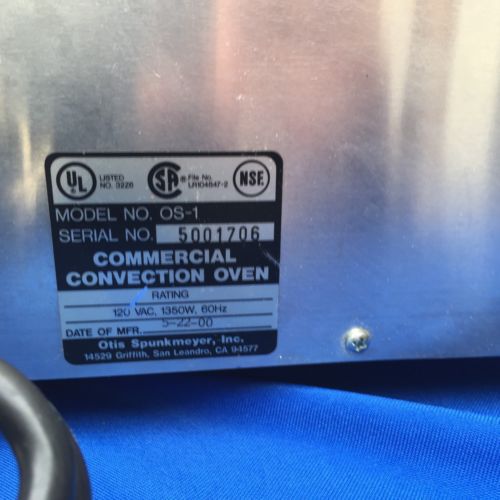 UL LISTED NO. 3226 SA ® File No. LR104847-2 NSF.
MODEL NO. OS-1
SERIAL NO. 5001706
COMMERCIAL
CONVECTION OVEN
RATING
120 VAC, 1350W, 60Hz
DATE OF MFR. 5-22-00
Otis Spunkmeyer, Inc.
14529 Griffith, San Leandro, CA 94577